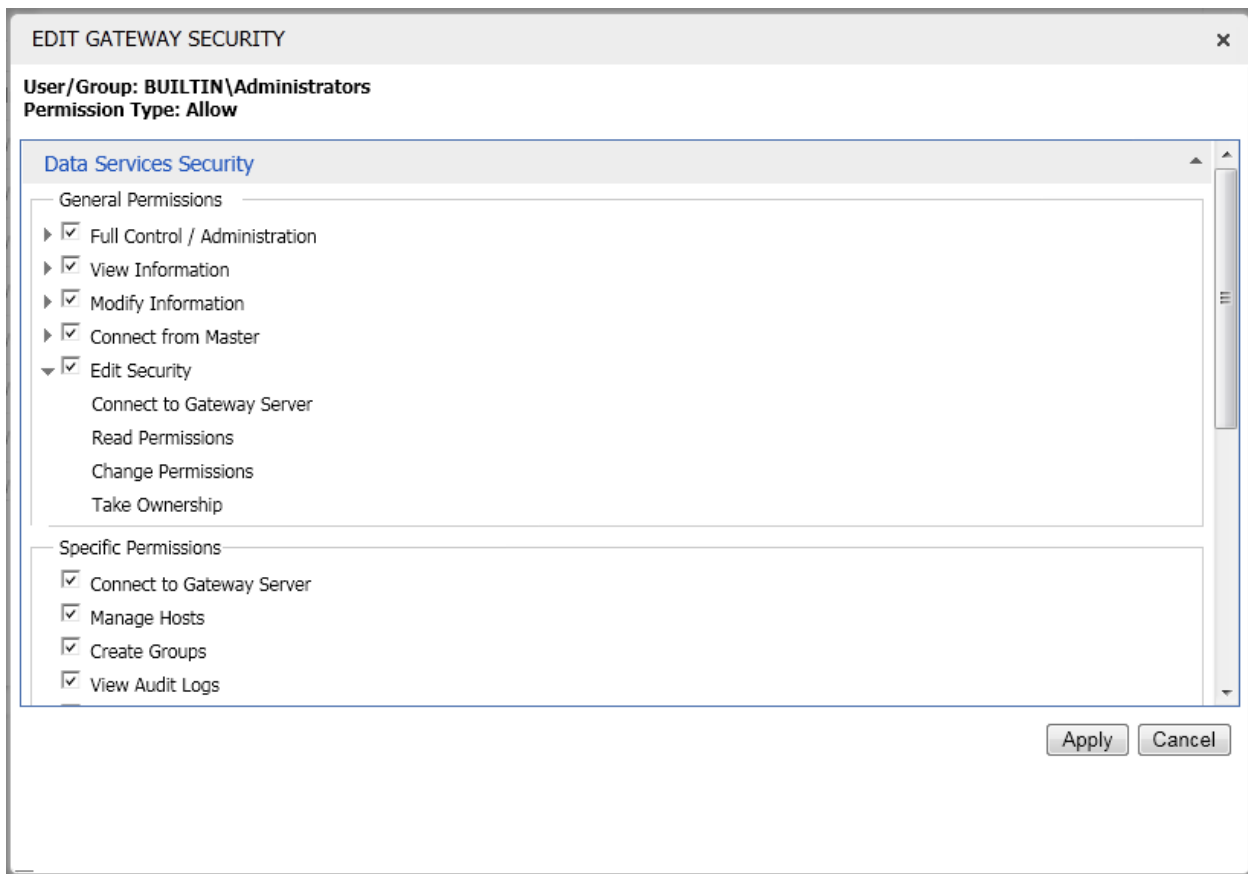 EDIT GATEWAY SECURITY
User/Group: BUILTIN\Administrators
Permission Type: Allow
Data Services Security
General Permissions
Full Control / Administration
View Information
Modify Information
Connect from Master
Edit Security
Connect to Gateway Server
Read Permissions
Change Permissions
Take Ownership
Specific Permissions
Connect to Gateway Server
Manage Hosts
Create Groups
View Audit Logs
Apply Cancel